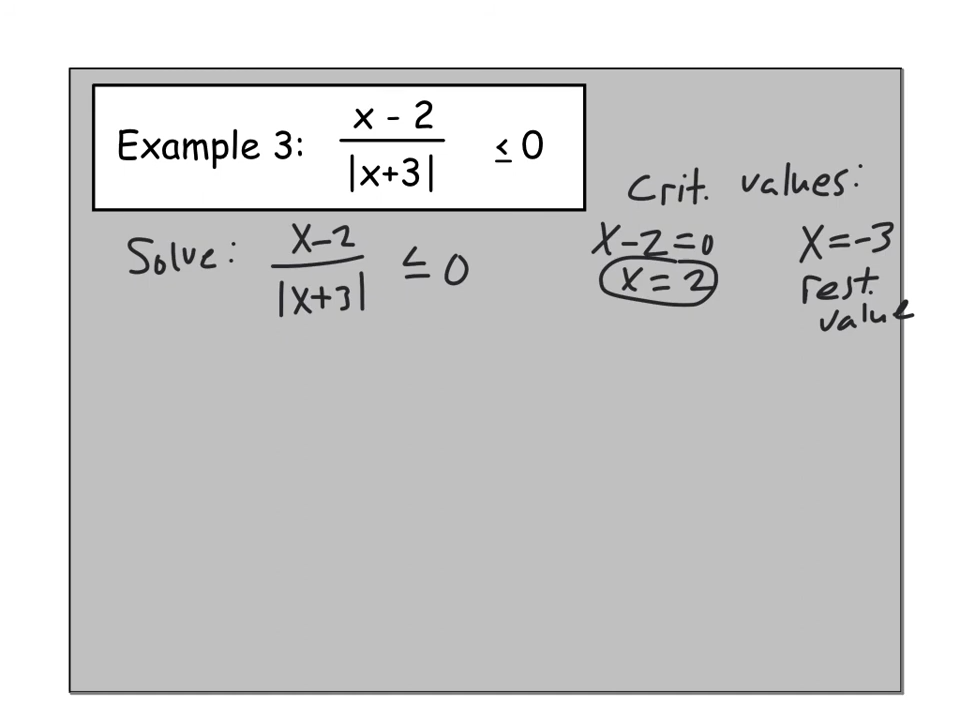 Example 3: x - 2 / |x+3| ≤ 0
Crit. values:
Solve: x-2 / |x+3| ≤ 0
x-2=0
x=2
x=-3
rest.
value